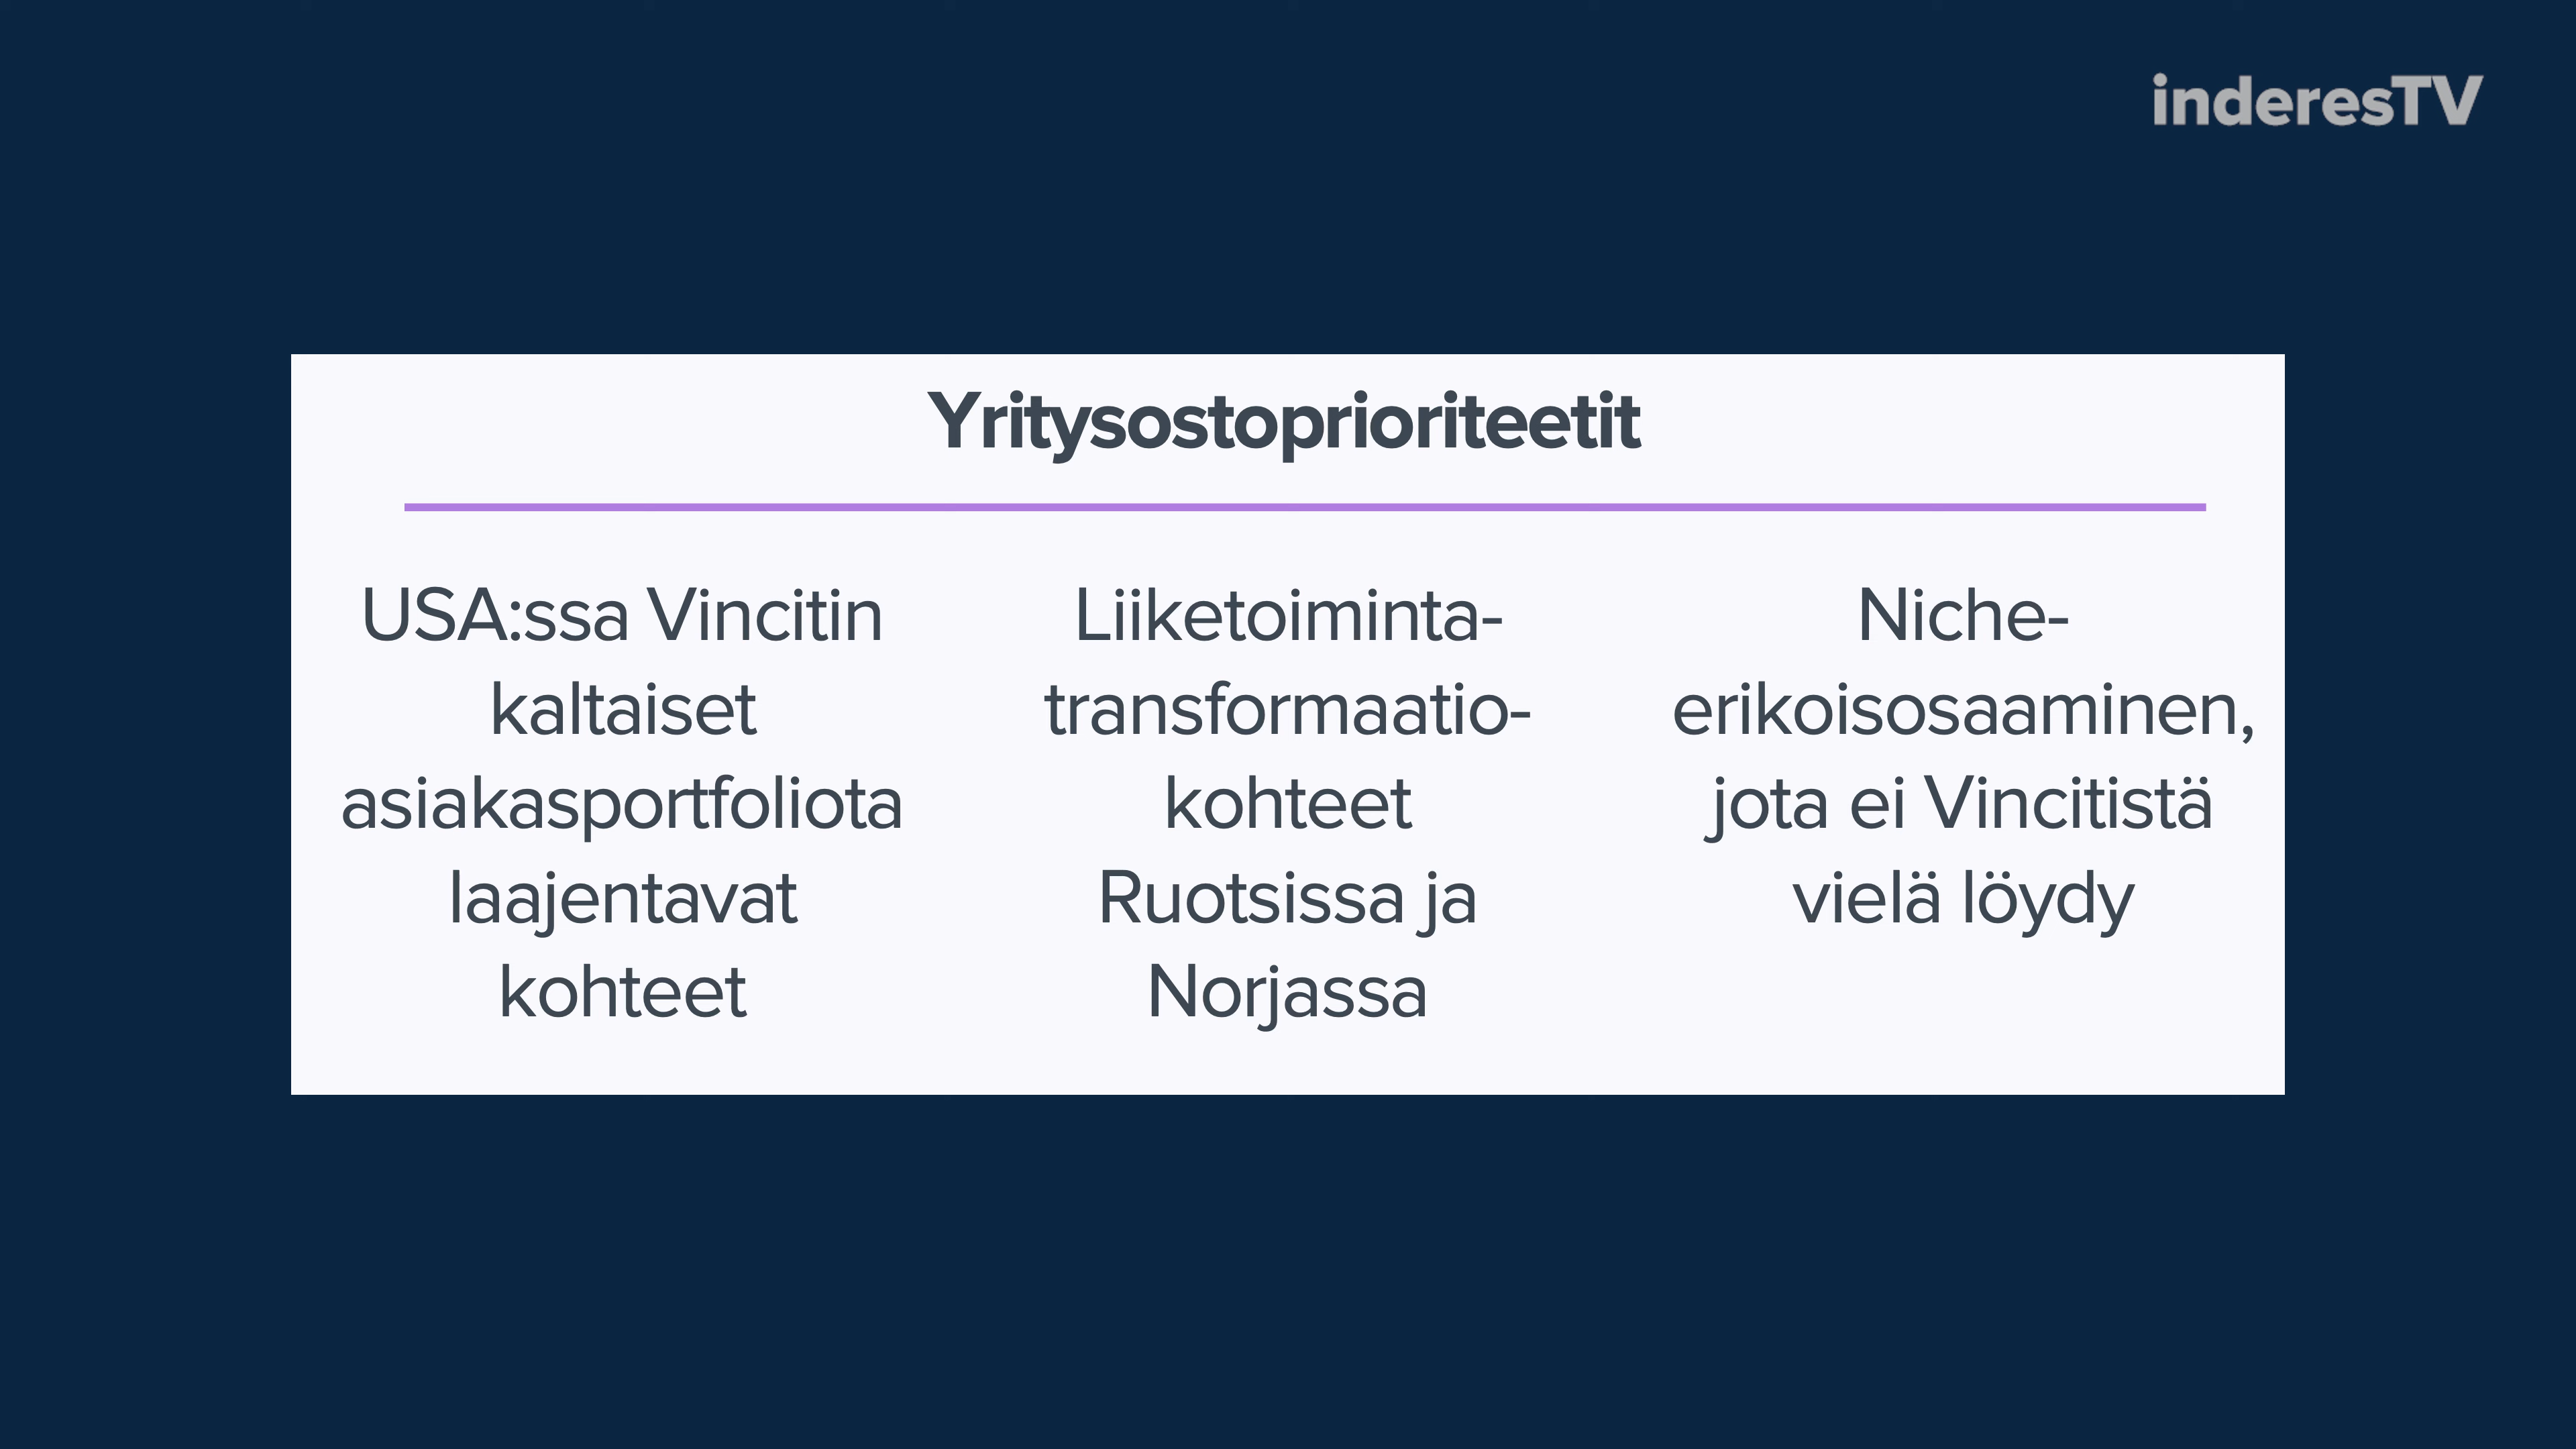 inderesTV
Yritysostoprioriteetit
USA:ssa Vincitin
kaltaiset
asiakasportfoliota
laajentavat
kohteet
Liiketoiminta-
transformaatio-
kohteet
Ruotsissa ja
Norjassa
Niche-
erikoisosaaminen,
jota ei Vincitistä
vielä löydy